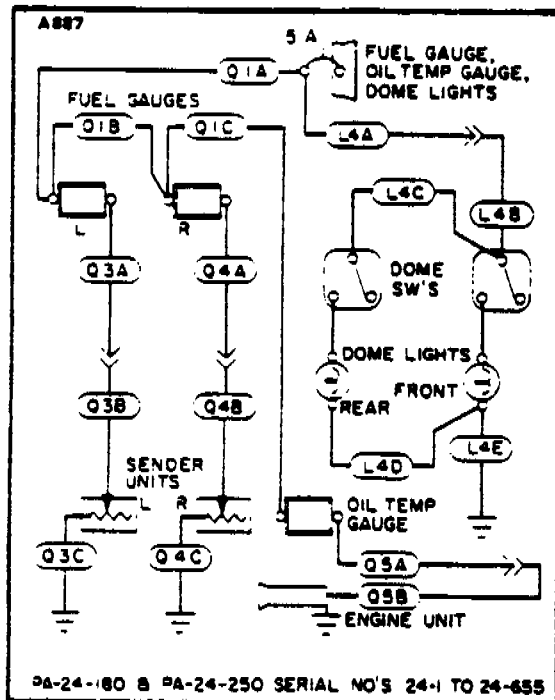 A887
5 A
FUEL GAUGE,
OIL TEMP GAUGE,
DOME LIGHTS
Q1A
FUEL GAUGES
Q1B
Q1C
L4A
L4C
L4B
L
R
Q3A
Q4A
DOME
SW'S
DOME LIGHTS
FRONT
REAR
Q3B
Q4B
L4D
L4E
SENDER
UNITS
L
R
OIL TEMP
GAUGE
Q3C
Q4C
Q5A
Q5B
ENGINE UNIT
PA-24-180 & PA-24-250 SERIAL NO'S 24-1 TO 24-655